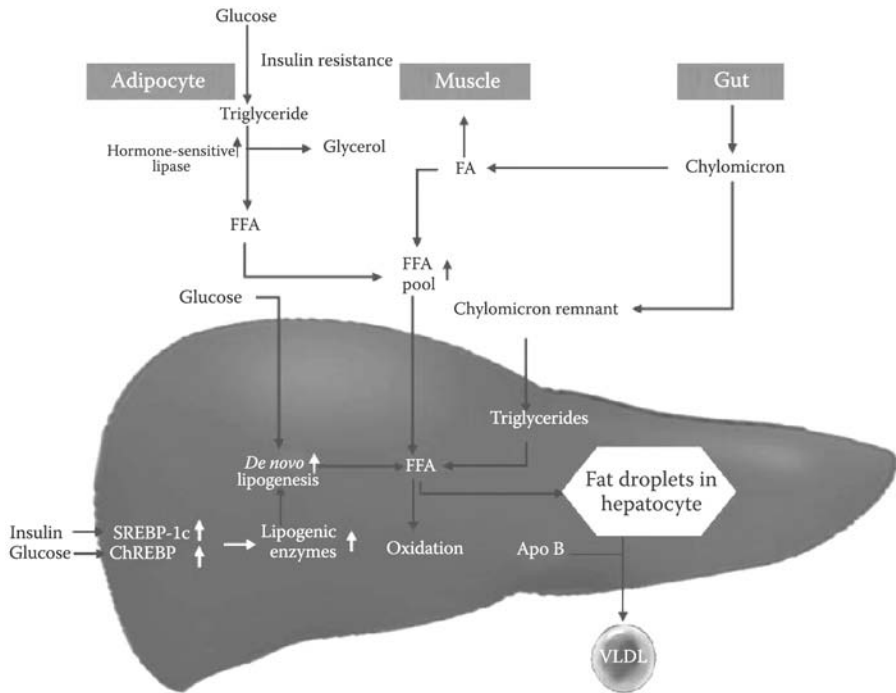 Glucose
Insulin resistance
Adipocyte
Muscle
Gut
Triglyceride
Hormone-sensitive
lipase
Glycerol
FA
Chylomicron
FFA
FFA
pool
Glucose
Chylomicron remnant
Triglycerides
De novo
lipogenesis
FFA
Fat droplets in
hepatocyte
Insulin
SREBP-1c
Glucose
ChREBP
Lipogenic
enzymes
Oxidation
Apo B
VLDL